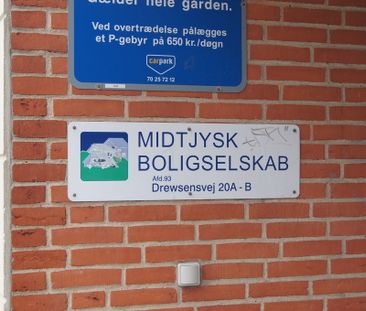 Gælder hele gården.
Ved overtrædelse pålægges
et P-gebyr på 650 kr./døgn
carpark
70 25 72 12
MIDTJYSK
BOLIGSELSKAB
Afd.93
Drewsensvej 20A - B